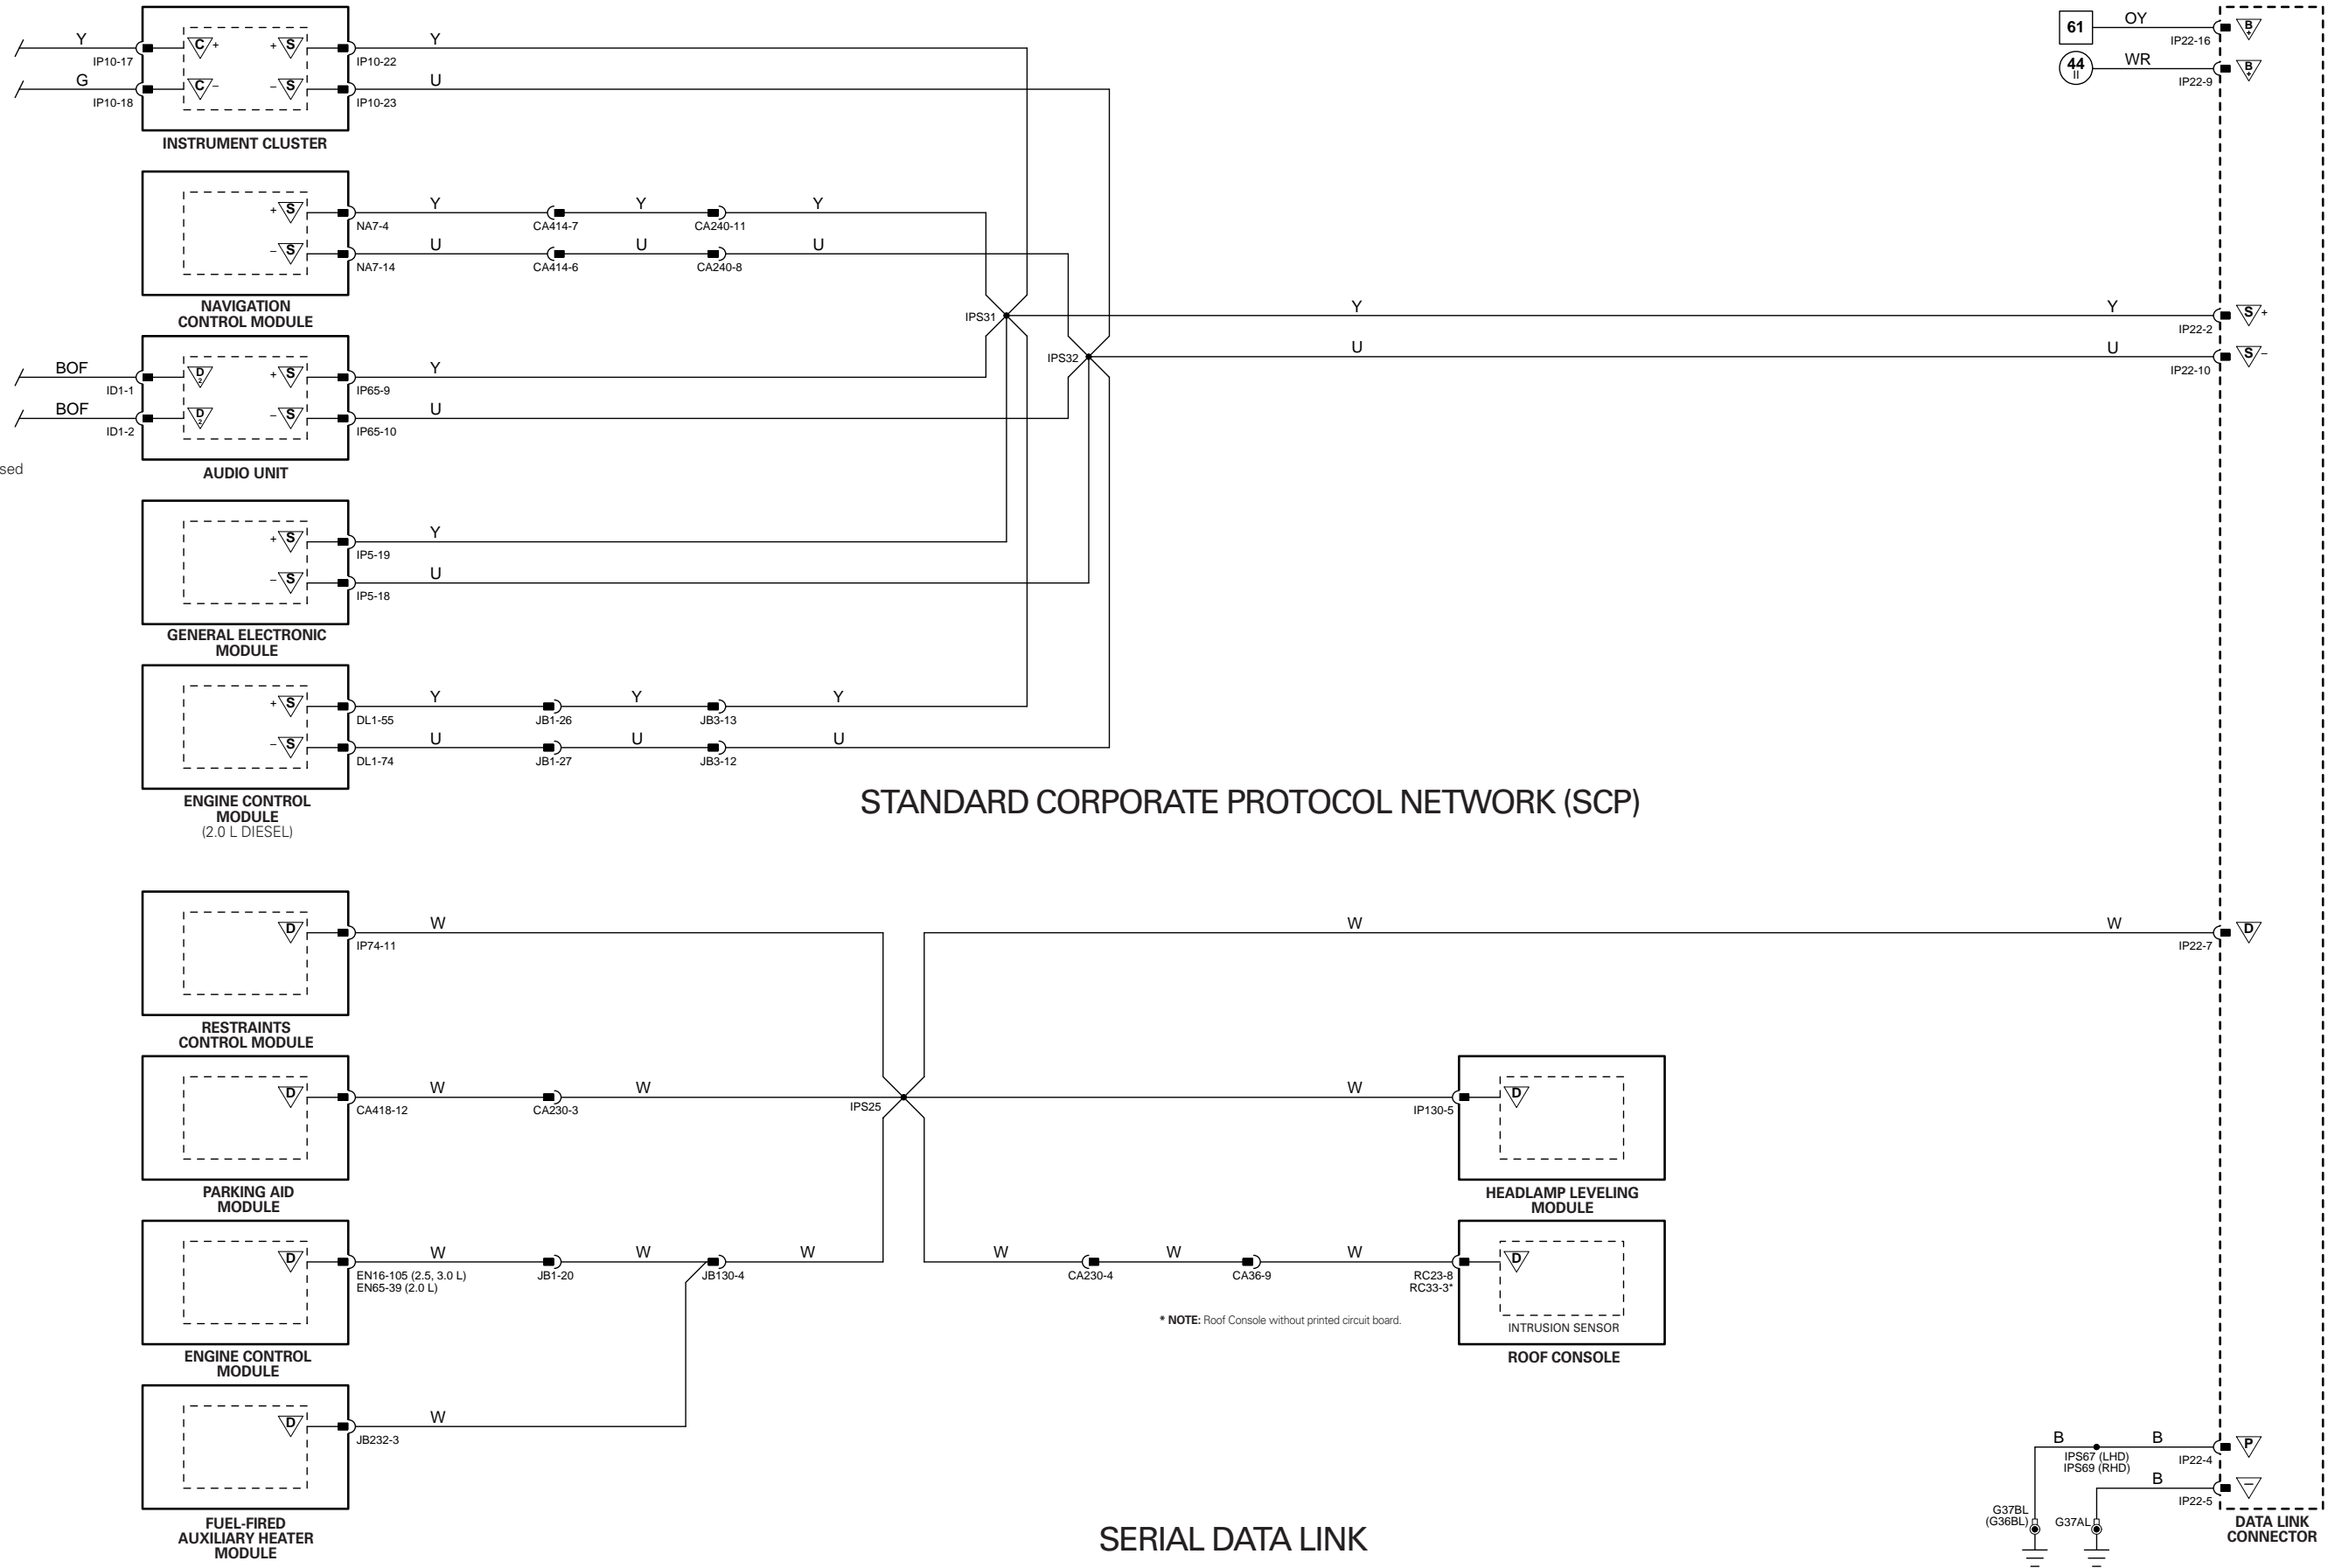 Y
IP10-17
G
IP10-18
C +
C –
+ S
– S
Y
IP10-22
U
IP10-23
INSTRUMENT CLUSTER
61
OY
IP22-16
B +
44 II
WR
IP22-9
B +
+ S
– S
Y
NA7-4
Y
CA414-7
Y
CA240-11
U
NA7-14
U
CA414-6
U
CA240-8
NAVIGATION
CONTROL MODULE
IPS31
Y
Y
IP22-2
S +
IPS32
U
U
IP22-10
S –
BOF
ID1-1
BOF
ID1-2
D 2
D 2
+ S
– S
Y
IP65-9
U
IP65-10
AUDIO UNIT
sed
+ S
– S
Y
IP5-19
U
IP5-18
GENERAL ELECTRONIC
MODULE
+ S
– S
Y
DL1-55
Y
JB1-26
Y
JB3-13
U
DL1-74
U
JB1-27
U
JB3-12
ENGINE CONTROL
MODULE
(2.0 L DIESEL)
STANDARD CORPORATE PROTOCOL NETWORK (SCP)
D
W
IP74-11
RESTRAINTS
CONTROL MODULE
W
W
IP22-7
D
D
W
CA418-12
W
CA230-3
PARKING AID
MODULE
IPS25
W
IP130-5
D
HEADLAMP LEVELING
MODULE
D
W
EN16-105 (2.5, 3.0 L)
EN65-39 (2.0 L)
W
JB1-20
W
JB130-4
ENGINE CONTROL
MODULE
W
CA230-4
W
CA36-9
W
RC23-8
RC33-3*
D
INTRUSION SENSOR
ROOF CONSOLE
* NOTE: Roof Console without printed circuit board.
D
W
JB232-3
FUEL-FIRED
AUXILIARY HEATER
MODULE
SERIAL DATA LINK
B
IPS67 (LHD)
IPS69 (RHD)
B
IP22-4
P
B
IP22-5
–
G37BL
(G36BL)
G37AL
DATA LINK
CONNECTOR